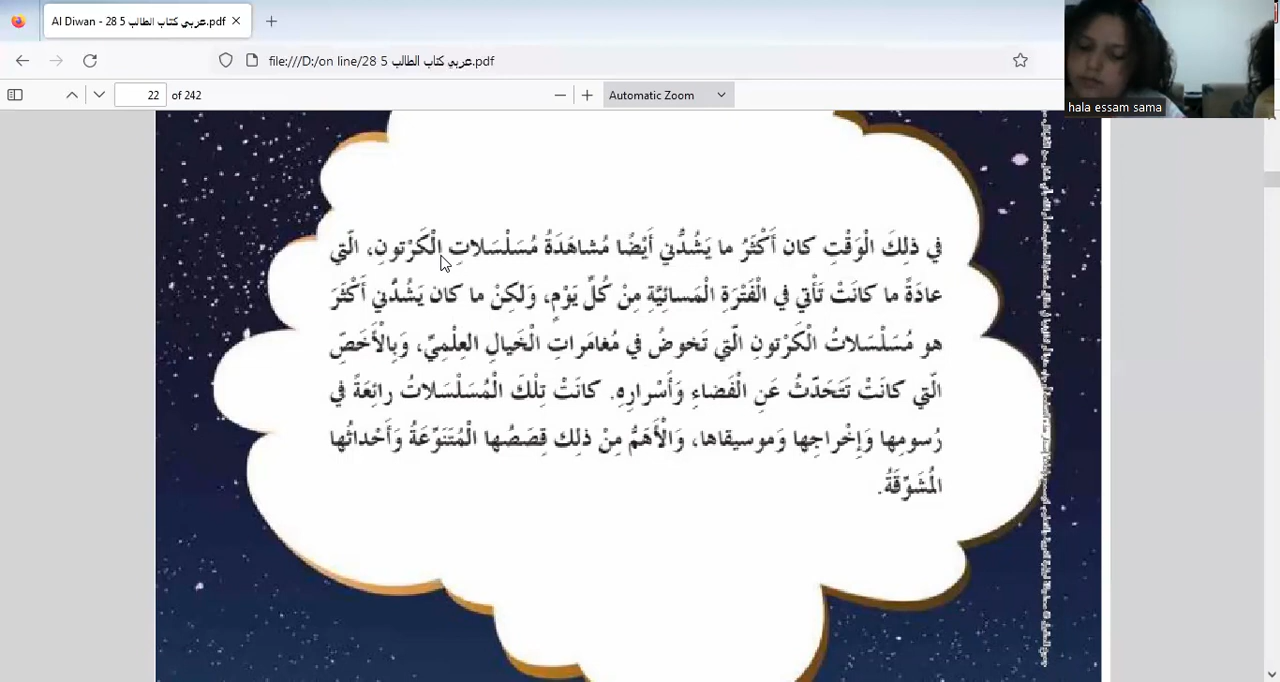 Al Diwan - 28 5 عربي كتاب الطالب.pdf
file:///D:/on line/28 5 عربي كتاب الطالب.pdf
22 of 242
Automatic Zoom
hala essam sama
في ذلِكَ الْوَقْتِ كان أَكْثَرُ ما يَشُدُّني أَيْضًا مُشاهَدَةُ مُسَلْسَلاتِ الْكَرْتونِ، الّتي
عادَةً ما كانَتْ تَأْتي في الْفَتْرَةِ الْمَسائِيَّةِ مِنْ كُلِّ يَوْمٍ، وَلَكِنْ ما كان يَشُدُّني أَكْثَرَ
هو مُسَلْسَلاتُ الْكَرْتونِ الّتي تَخوضُ في مُغامَراتِ الْخَيالِ العِلْمِيِّ، وَبِالْأَخَصِّ
الّتي كانَتْ تَتَحَدّثُ عَنِ الْفَضاءِ وَأَسْرارِهِ. كانَتْ تِلْكَ الْمُسَلْسَلاتُ رائِعَةً في
رُسومِها وَإِخْراجِها وَموسيقاها، وَالْأَهَمُّ مِنْ ذلِك قِصَصُها الْمُتَنَوِّعَةُ وَأَحْداثُها
الْمُشَوِّقَةُ.